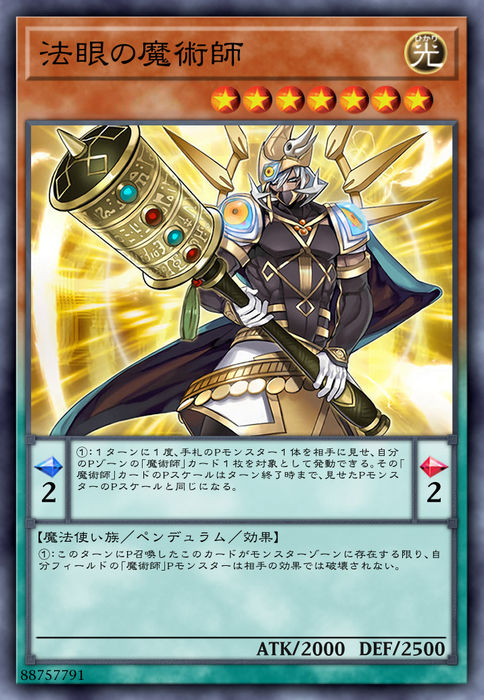 法眼の魔術師
ひかり
光
①：１ターンに１度、手札のPモンスター１体を相手に見せ、自分
のPゾーンの「魔術師」カード１枚を対象として発動できる。その「
魔術師」カードのPスケールはターン終了時まで、見せたPモンス
ターのPスケールと同じになる。
2
2
【魔法使い族／ペンデュラム／効果】
①：このターンにP召喚したこのカードがモンスターゾーンに存在する限り、自
分フィールドの「魔術師」Pモンスターは相手の効果では破壊されない。
ATK/2000 DEF/2500
88757791